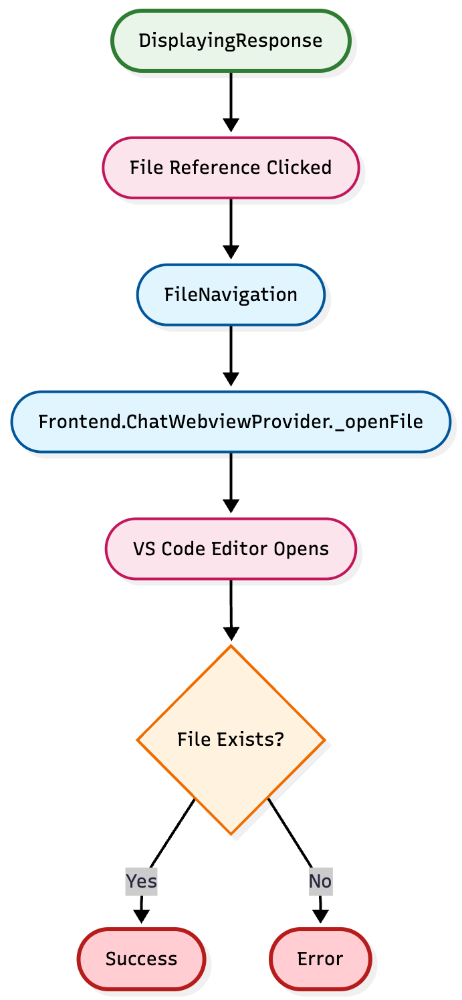 DisplayingResponse
File Reference Clicked
FileNavigation
Frontend.ChatWebviewProvider._openFile
VS Code Editor Opens
File Exists?
Yes
No
Success
Error